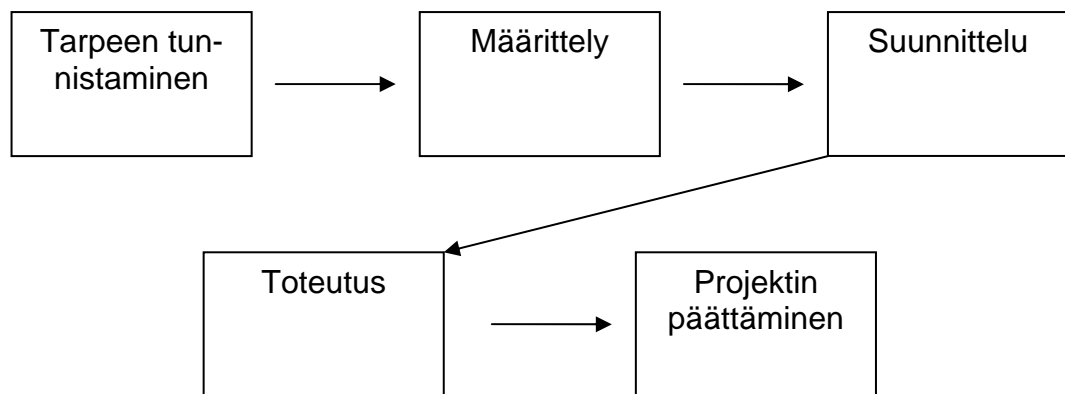 Tarpeen tun-
nistaminen
Määrittely
Suunnittelu
Toteutus
Projektin
päättäminen